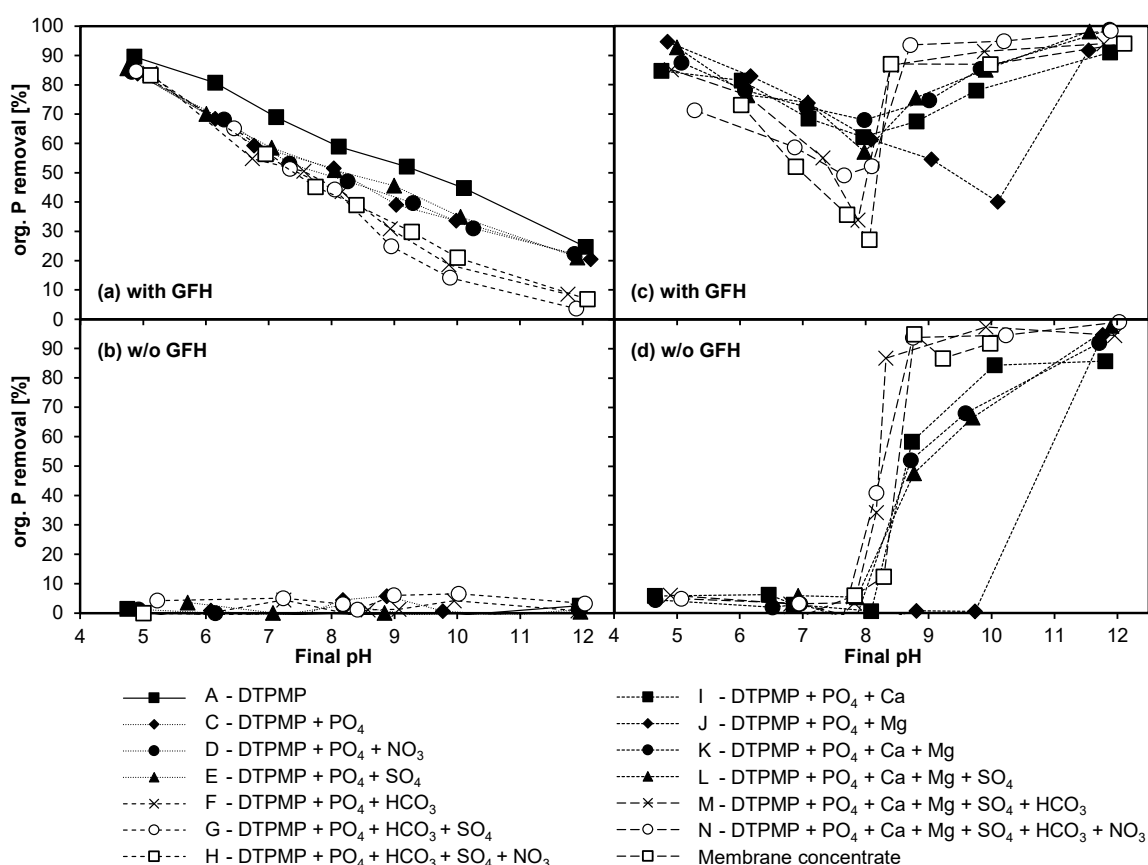 org. P removal [%]
100
90
80
70
60
50
40
30
20
10
0
(a) with GFH
(c) with GFH
org. P removal [%]
90
80
70
60
50
40
30
20
10
0
(b) w/o GFH
(d) w/o GFH
4 5 6 7 8 9 10 11 12
4 5 6 7 8 9 10 11 12
Final pH
Final pH
A - DTPMP
C - DTPMP + PO₄
D - DTPMP + PO₄ + NO₃
E - DTPMP + PO₄ + SO₄
F - DTPMP + PO₄ + HCO₃
G - DTPMP + PO₄ + HCO₃ + SO₄
H - DTPMP + PO₄ + HCO₃ + SO₄ + NO₃
I - DTPMP + PO₄ + Ca
J - DTPMP + PO₄ + Mg
K - DTPMP + PO₄ + Ca + Mg
L - DTPMP + PO₄ + Ca + Mg + SO₄
M - DTPMP + PO₄ + Ca + Mg + SO₄ + HCO₃
N - DTPMP + PO₄ + Ca + Mg + SO₄ + HCO₃ + NO₃
Membrane concentrate